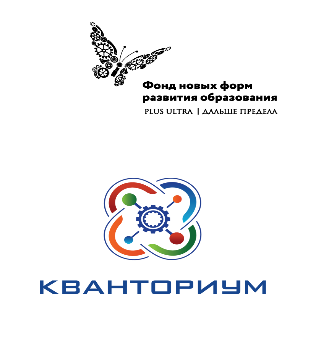 Фонд новых форм
развития образования
PLUS ULTRA | ДАЛЬШЕ ПРЕДЕЛА
КВАНТОРИУМ